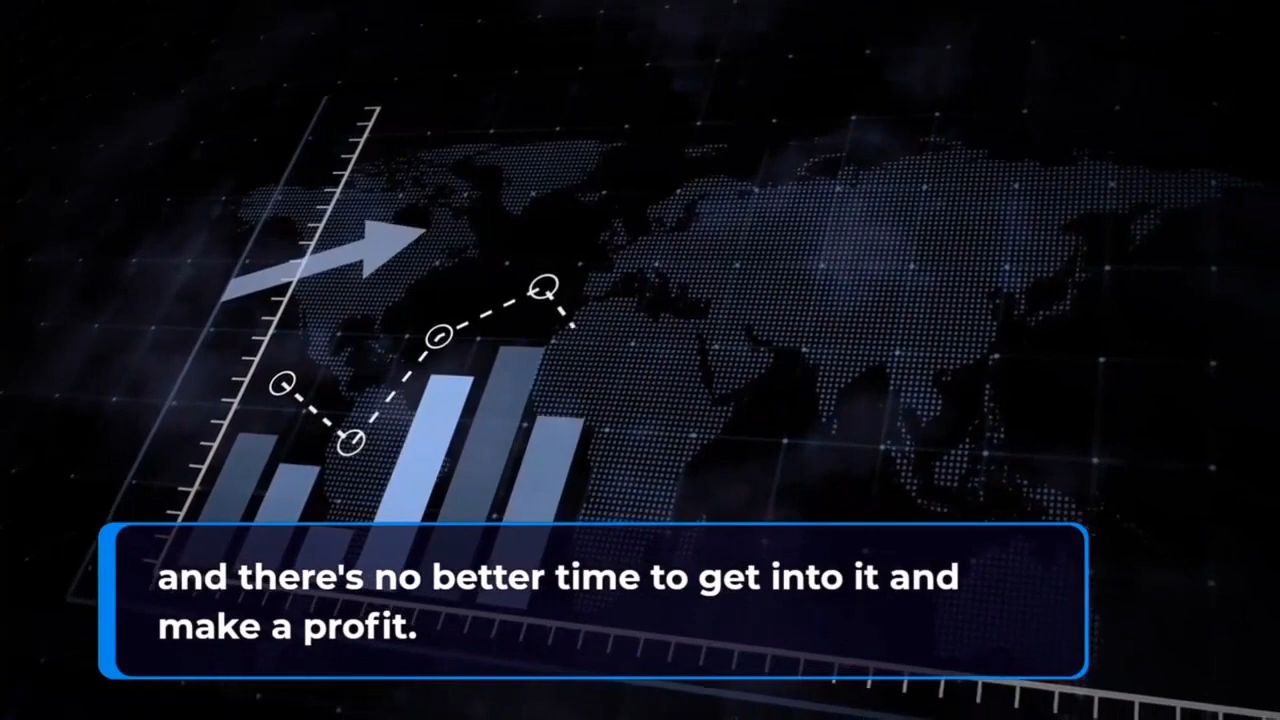 and there's no better time to get into it and
make a profit.